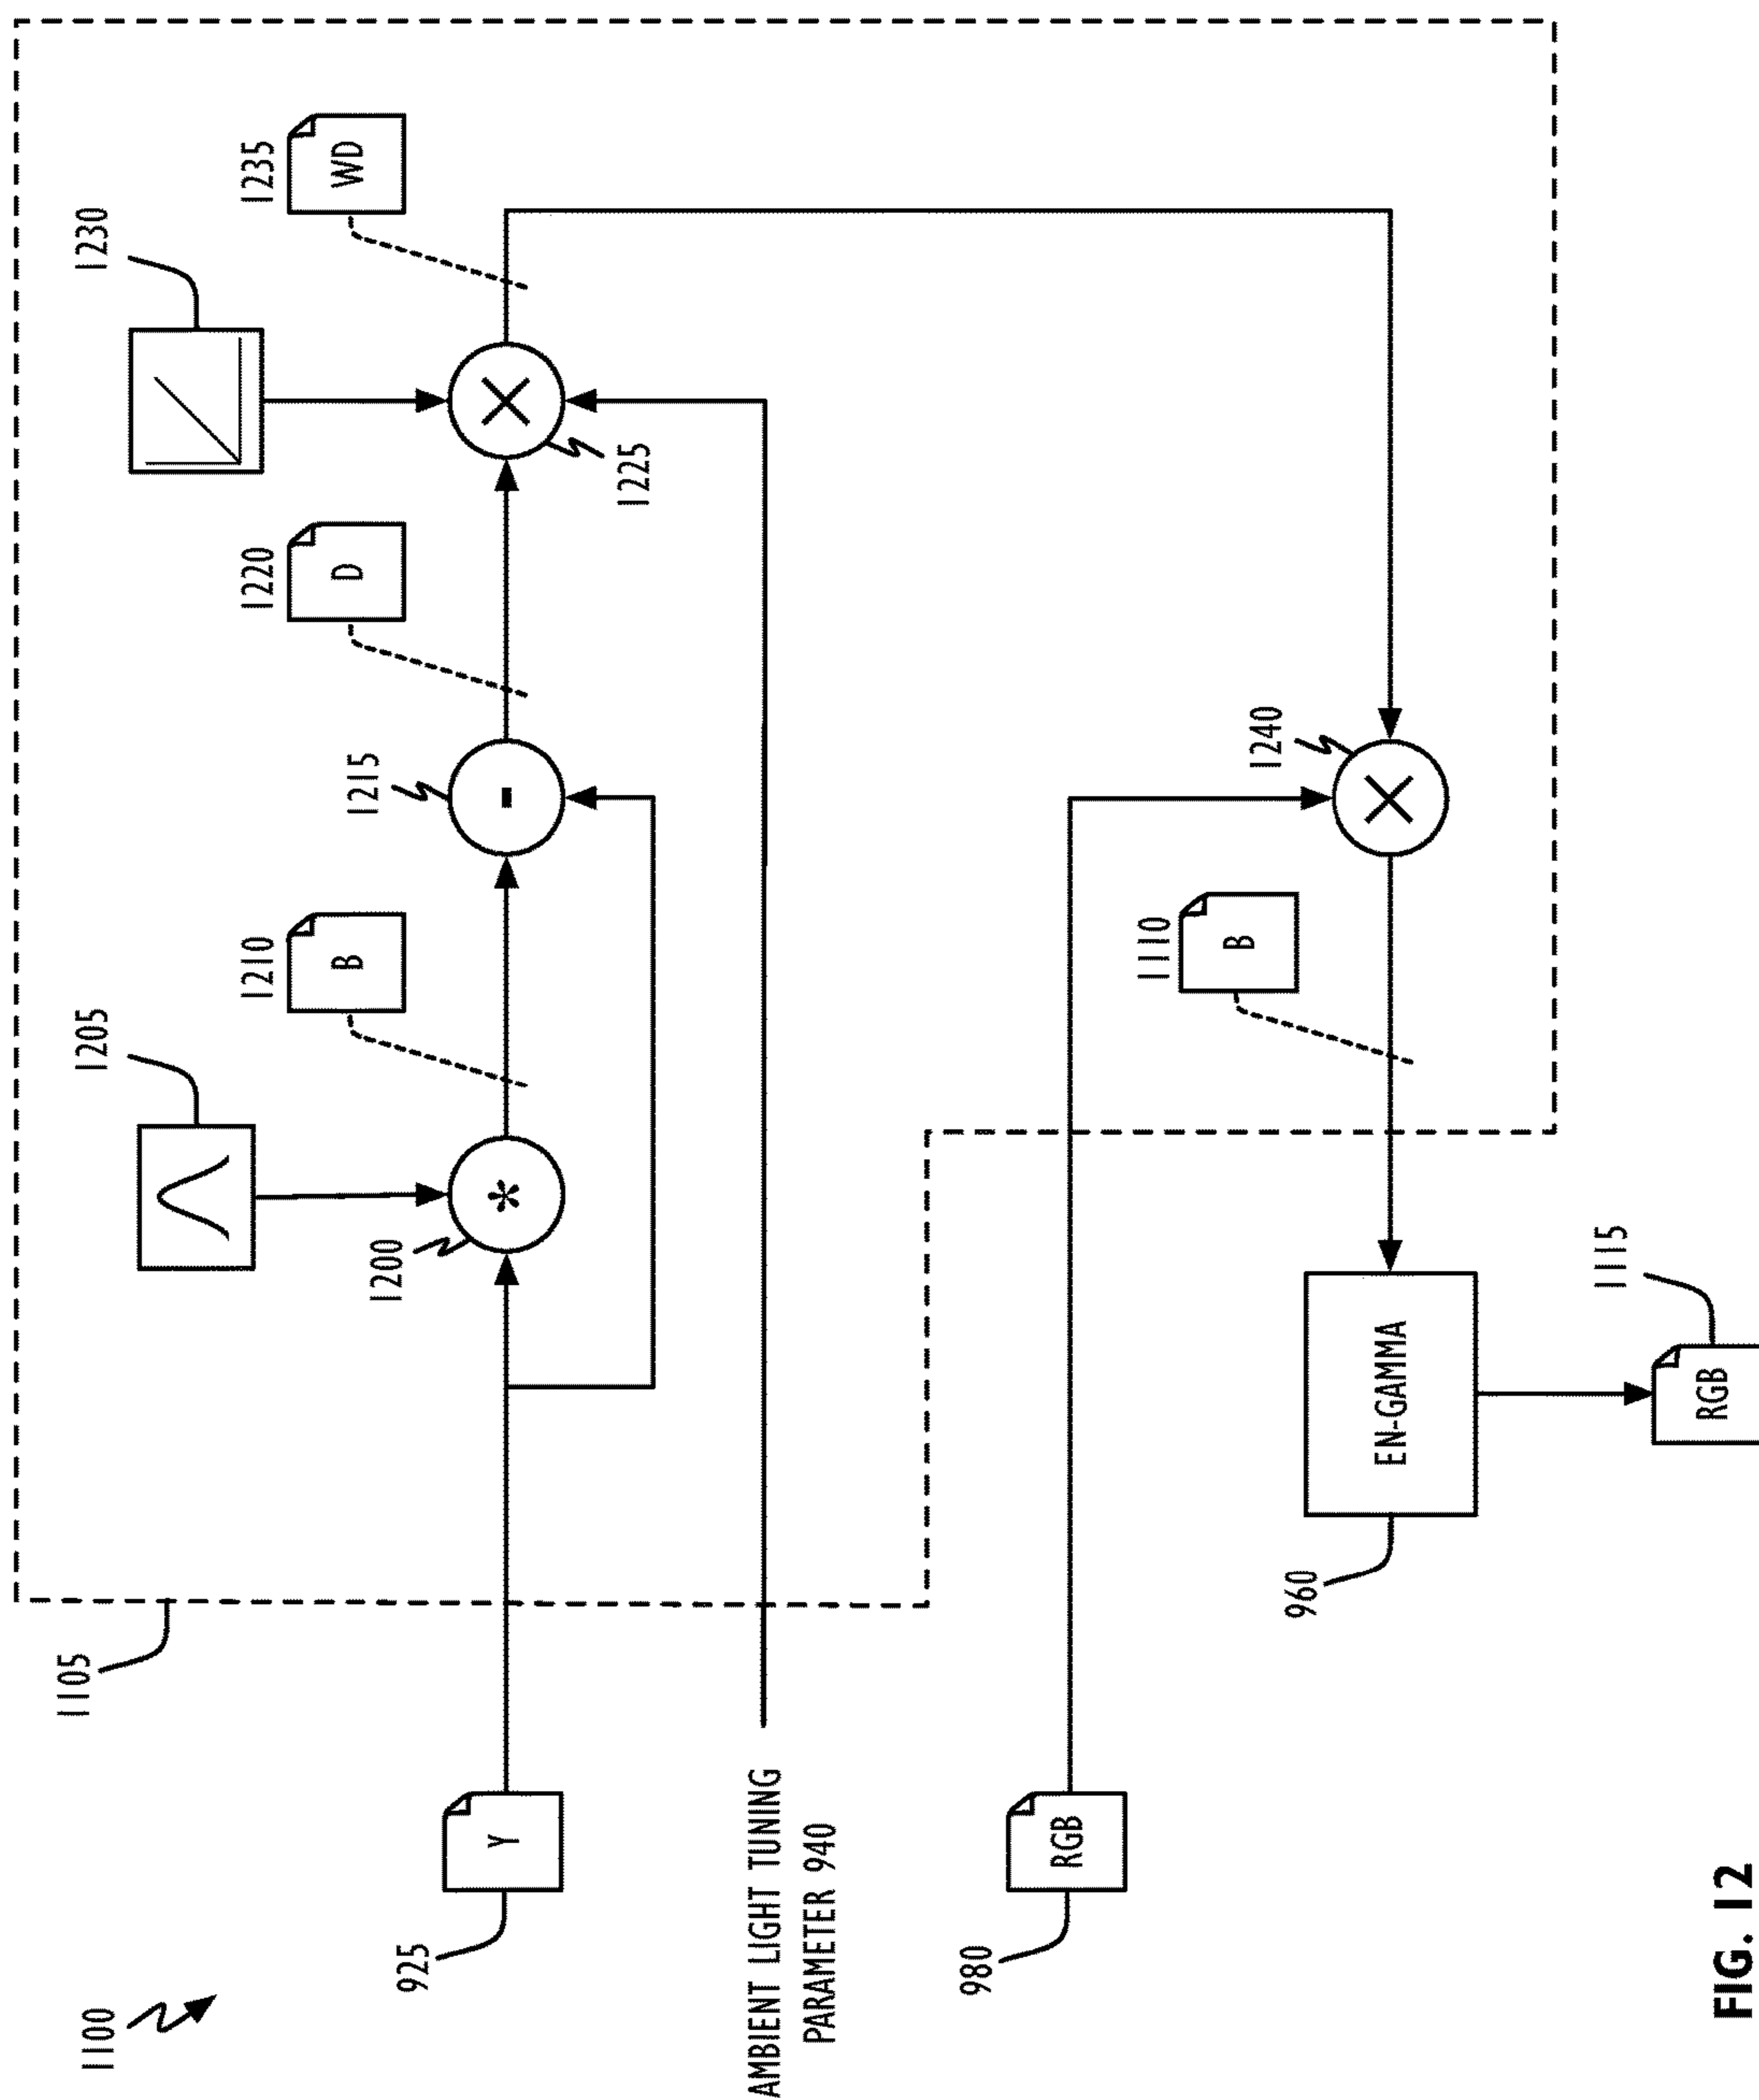 1100
1105
1205
1230
1210
B
1220
D
1235
WD
1200
*
1215
-
1225
×
925
Y
AMBIENT LIGHT TUNING
PARAMETER 940
1110
B
1240
×
980
RGB
960
EN-GAMMA
1115
RGB
FIG. 12